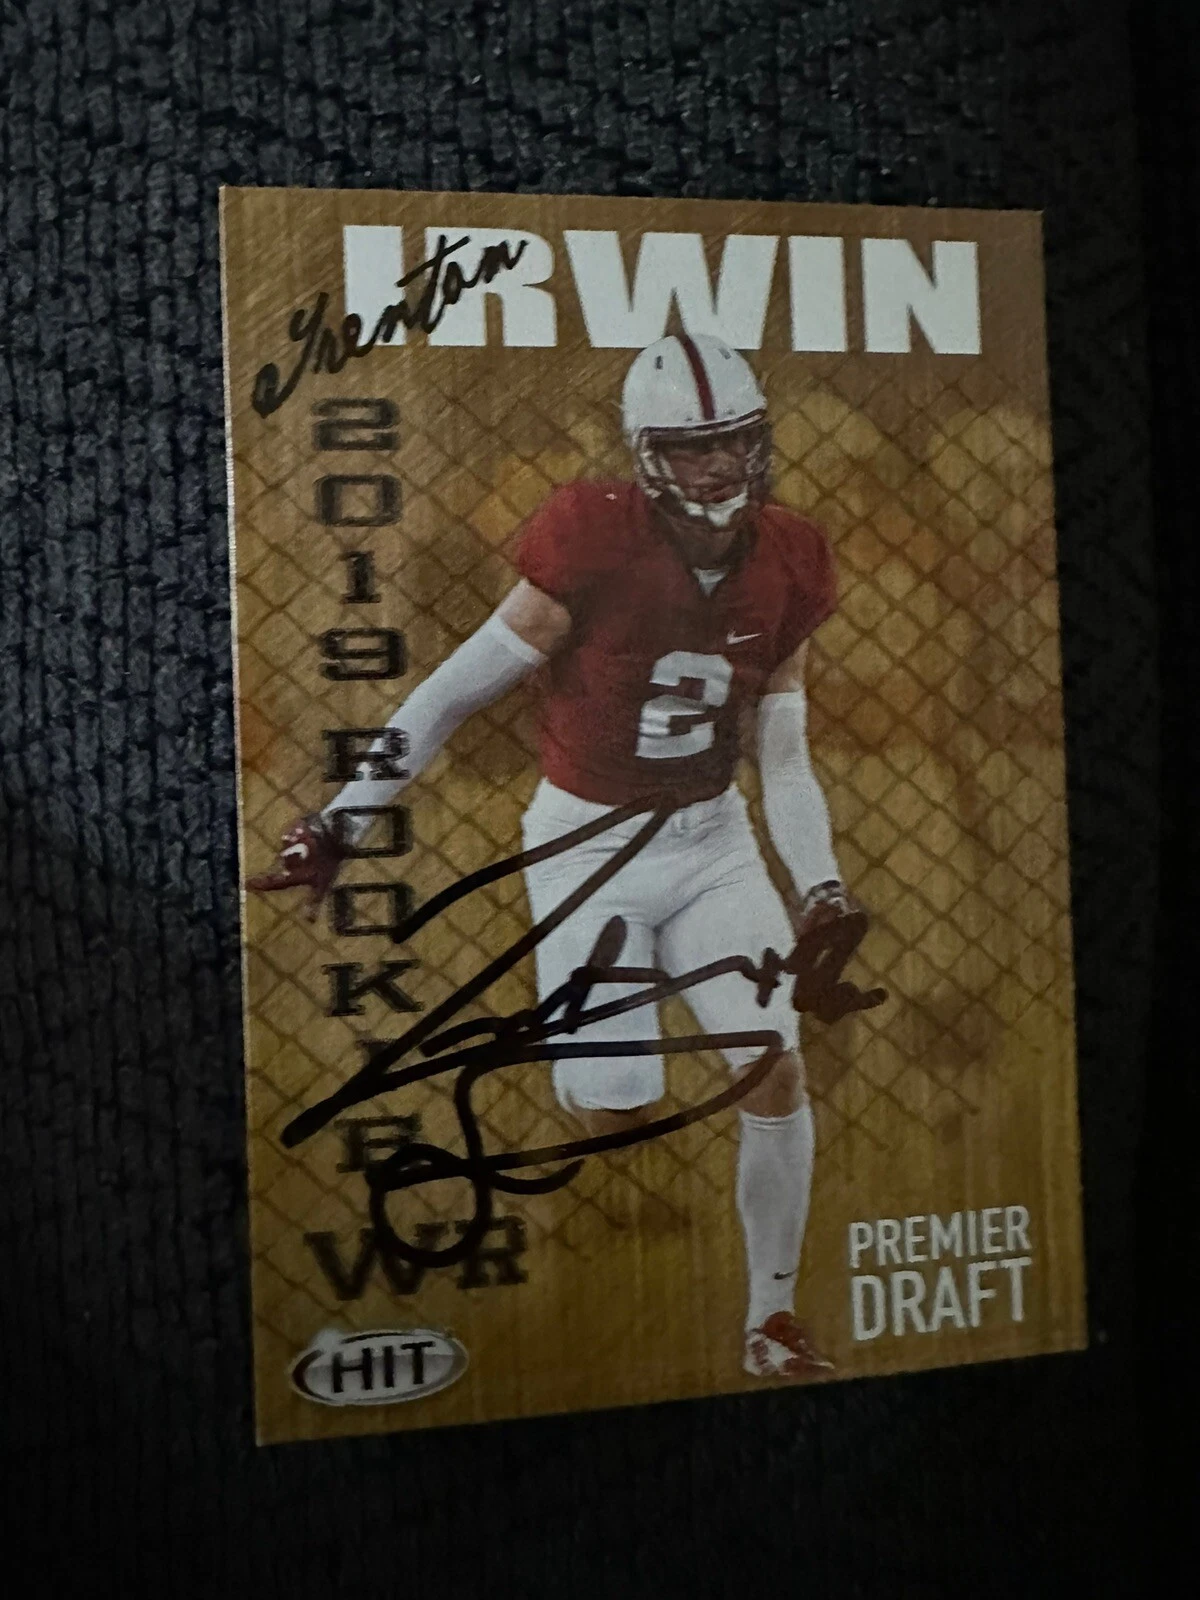 IRWIN
Trenton
2019 ROOKIE
WR
2
PREMIER
DRAFT
HIT